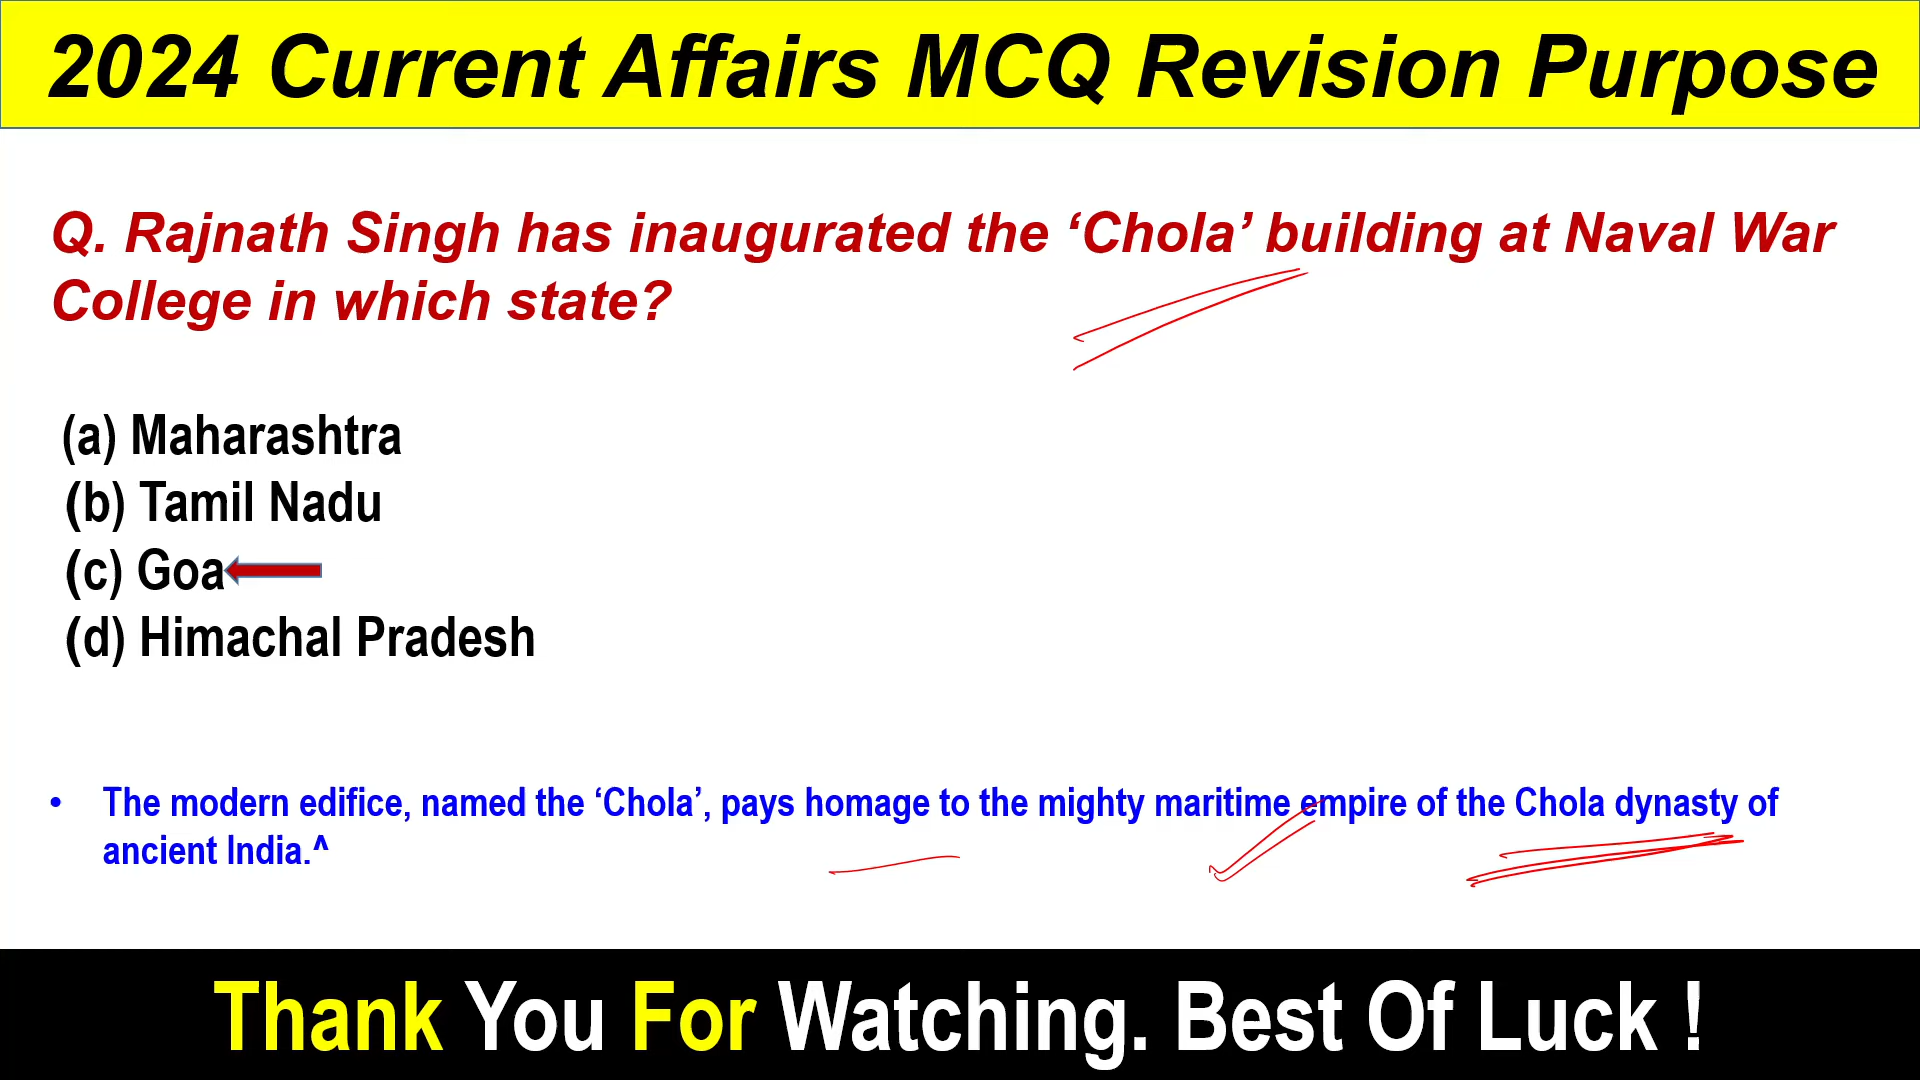 2024 Current Affairs MCQ Revision Purpose
Q. Rajnath Singh has inaugurated the ‘Chola’ building at Naval War
College in which state?
(a) Maharashtra
(b) Tamil Nadu
(c) Goa
(d) Himachal Pradesh
• The modern edifice, named the ‘Chola’, pays homage to the mighty maritime empire of the Chola dynasty of
ancient India.^
Thank You For Watching. Best Of Luck !